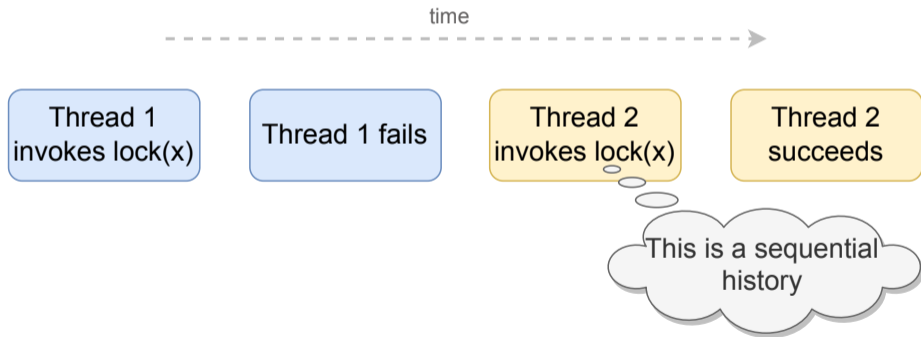 time
Thread 1
invokes lock(x)
Thread 1 fails
Thread 2
invokes lock(x)
Thread 2
succeeds
This is a sequential
history